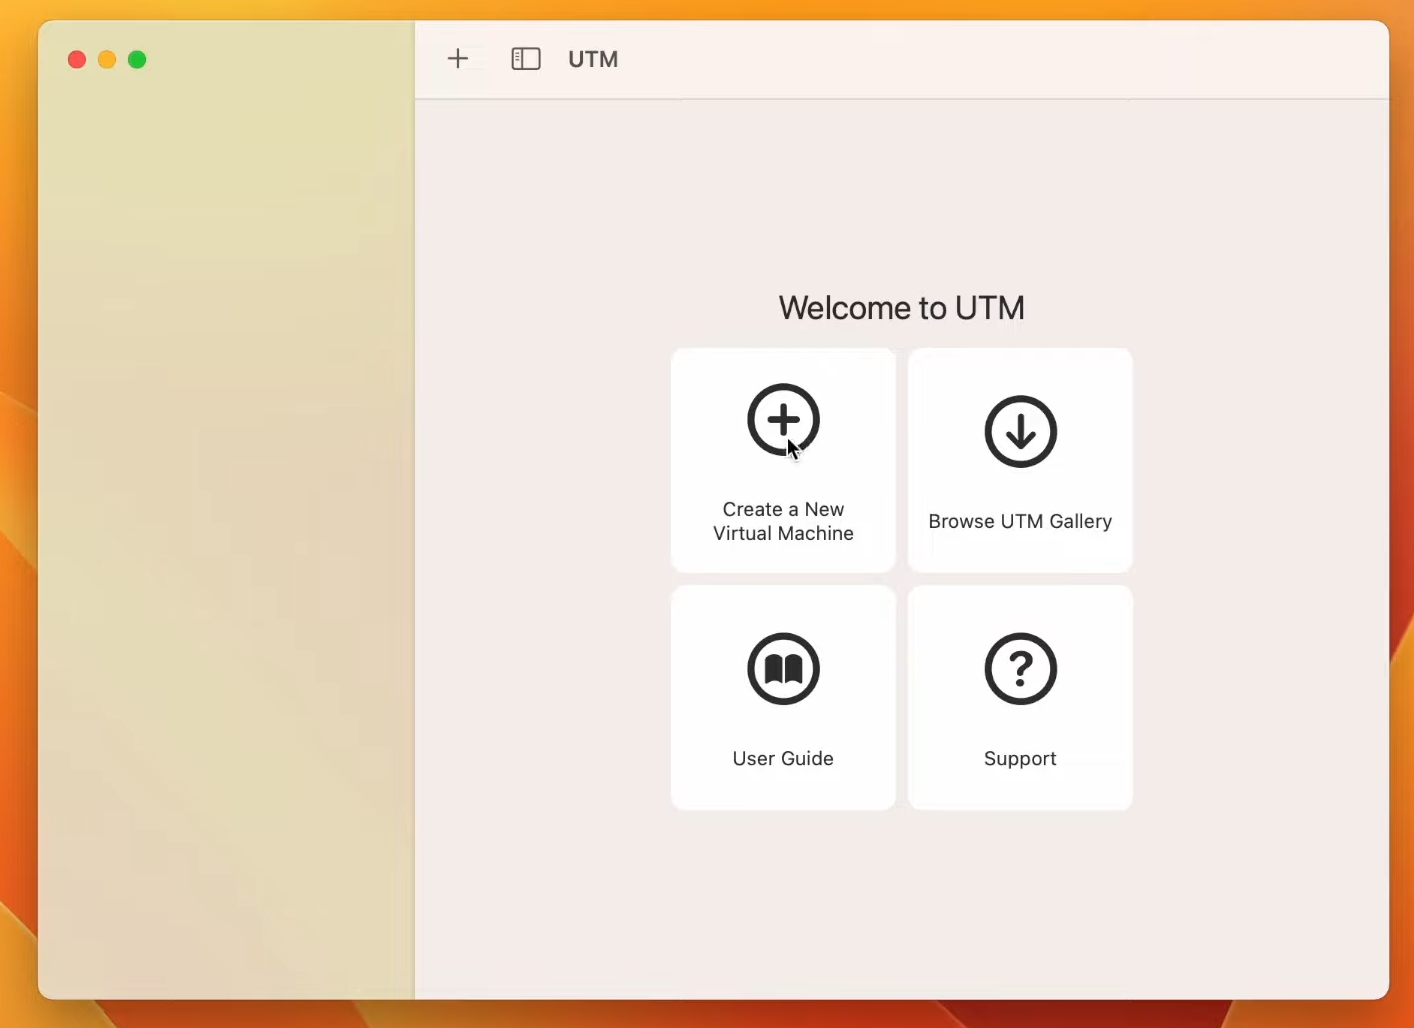 UTM
Welcome to UTM
Create a New
Virtual Machine
Browse UTM Gallery
User Guide
Support